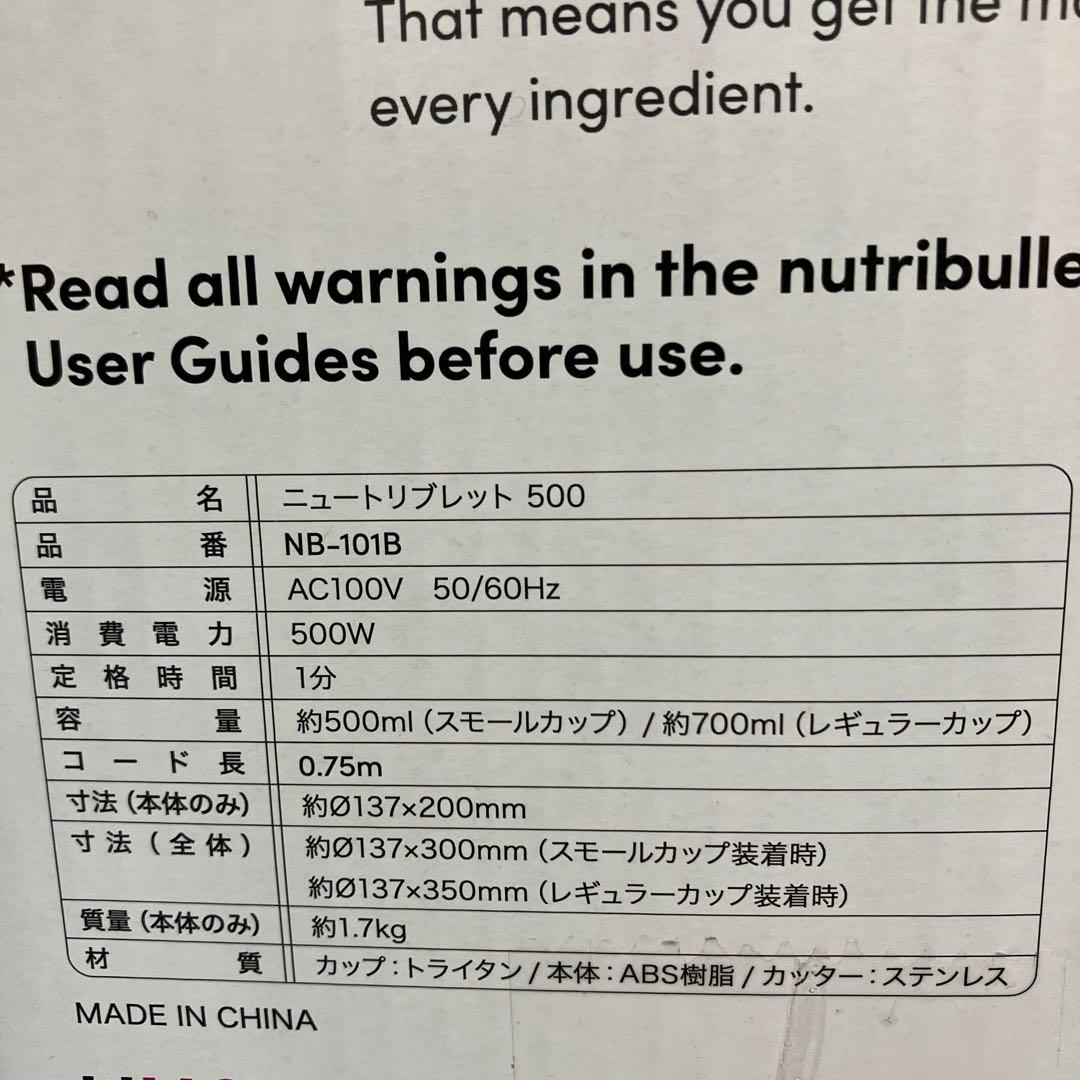 That means you get the
every ingredient.
*Read all warnings in the nutribulle
User Guides before use.
品名 ニュートリブレット 500
品番 NB-101B
電源 AC100V 50/60Hz
消費電力 500W
定格時間 1分
容量 約500ml（スモールカップ）/ 約700ml（レギュラーカップ）
コード長 0.75m
寸法（本体のみ） 約Ø137×200mm
寸法（全体） 約Ø137×300mm（スモールカップ装着時）
約Ø137×350mm（レギュラーカップ装着時）
質量（本体のみ） 約1.7kg
材質 カップ：トライタン / 本体：ABS樹脂 / カッター：ステンレス
MADE IN CHINA